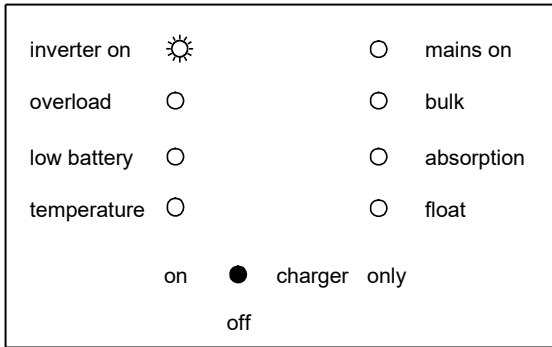 inverter on mains on
overload bulk
low battery absorption
temperature float
on charger only
off